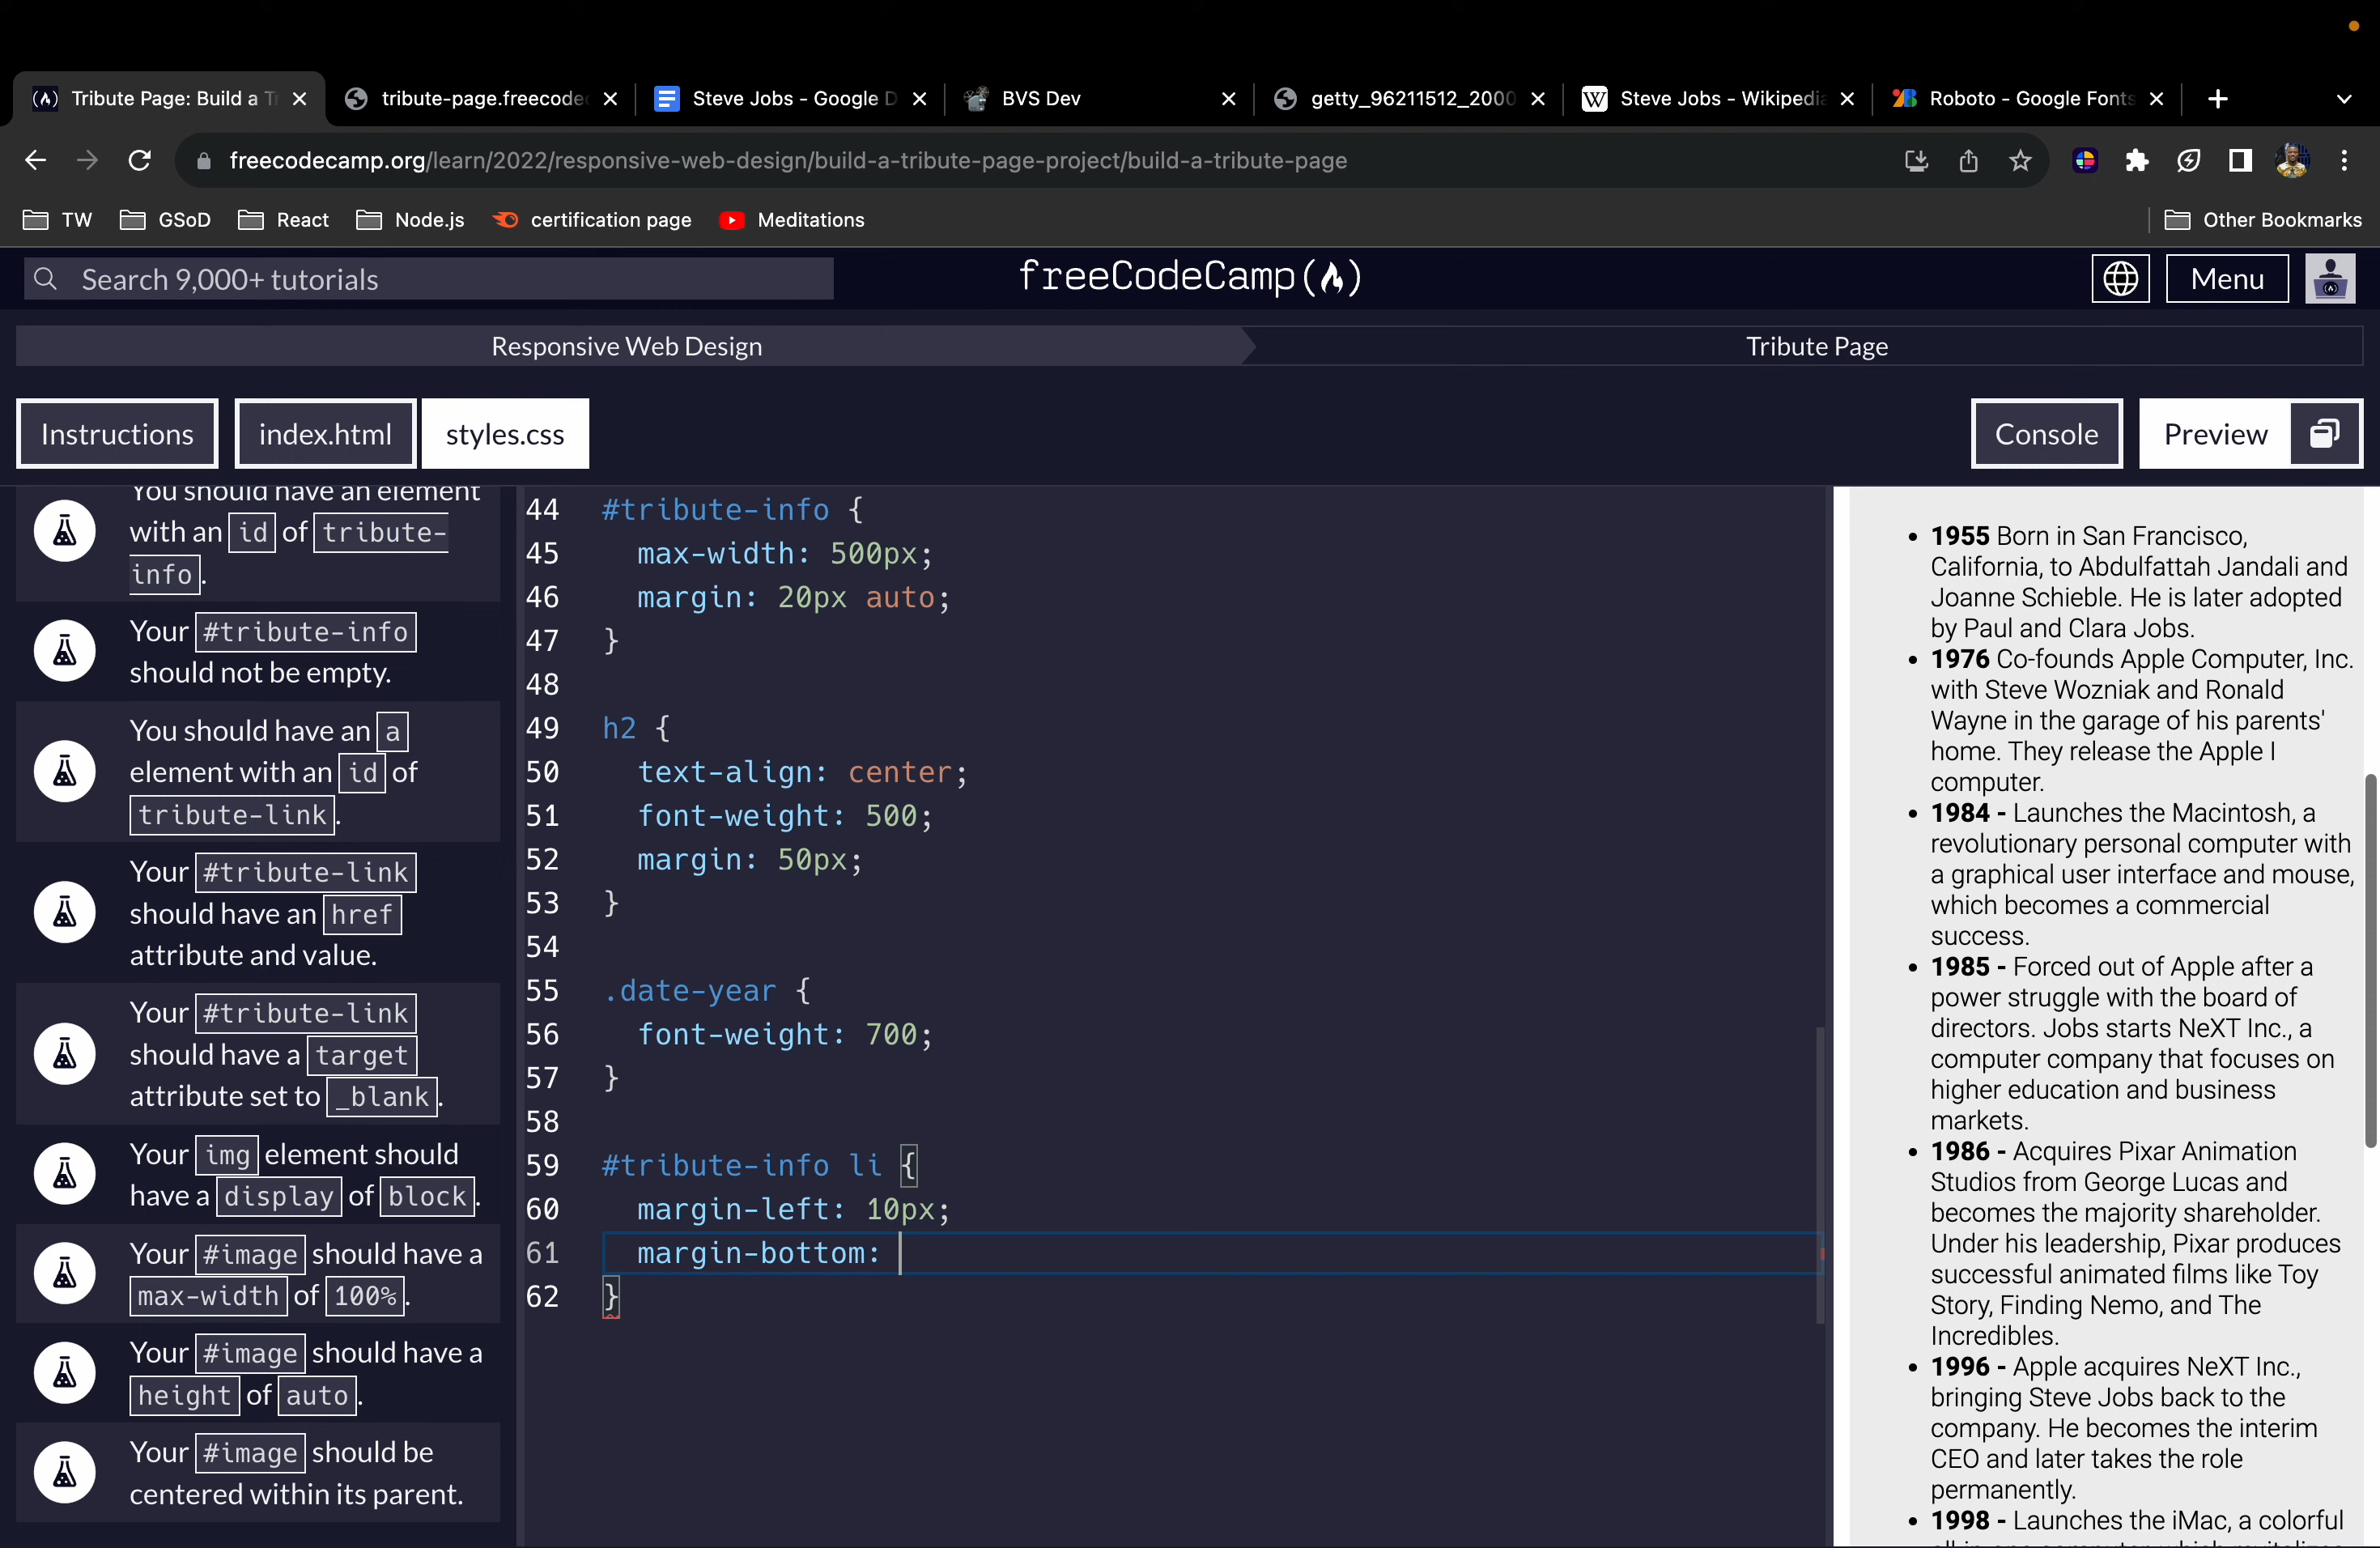 Tribute Page: Build a Tr
tribute-page.freecodec
Steve Jobs - Google D
BVS Dev
getty_96211512_2000
Steve Jobs - Wikipedia
Roboto - Google Fonts
freecodecamp.org/learn/2022/responsive-web-design/build-a-tribute-page-project/build-a-tribute-page
TW
GSoD
React
Node.js
certification page
Meditations
Other Bookmarks
Search 9,000+ tutorials
freeCodeCamp
Menu
Responsive Web Design
Tribute Page
Instructions
index.html
styles.css
Console
Preview
You should have an element
with an id of tribute-
info.
Your #tribute-info
should not be empty.
You should have an a
element with an id of
tribute-link.
Your #tribute-link
should have an href
attribute and value.
Your #tribute-link
should have a target
attribute set to _blank.
Your img element should
have a display of block.
Your #image should have a
max-width of 100%.
Your #image should have a
height of auto.
Your #image should be
centered within its parent.
44 #tribute-info {
45 max-width: 500px;
46 margin: 20px auto;
47 }
48
49 h2 {
50 text-align: center;
51 font-weight: 500;
52 margin: 50px;
53 }
54
55 .date-year {
56 font-weight: 700;
57 }
58
59 #tribute-info li {
60 margin-left: 10px;
61 margin-bottom:
62 }
• 1955 Born in San Francisco,
California, to Abdulfattah Jandali and
Joanne Schieble. He is later adopted
by Paul and Clara Jobs.
• 1976 Co-founds Apple Computer, Inc.
with Steve Wozniak and Ronald
Wayne in the garage of his parents'
home. They release the Apple I
computer.
• 1984 - Launches the Macintosh, a
revolutionary personal computer with
a graphical user interface and mouse,
which becomes a commercial
success.
• 1985 - Forced out of Apple after a
power struggle with the board of
directors. Jobs starts NeXT Inc., a
computer company that focuses on
higher education and business
markets.
• 1986 - Acquires Pixar Animation
Studios from George Lucas and
becomes the majority shareholder.
Under his leadership, Pixar produces
successful animated films like Toy
Story, Finding Nemo, and The
Incredibles.
• 1996 - Apple acquires NeXT Inc.,
bringing Steve Jobs back to the
company. He becomes the interim
CEO and later takes the role
permanently.
• 1998 - Launches the iMac, a colorful